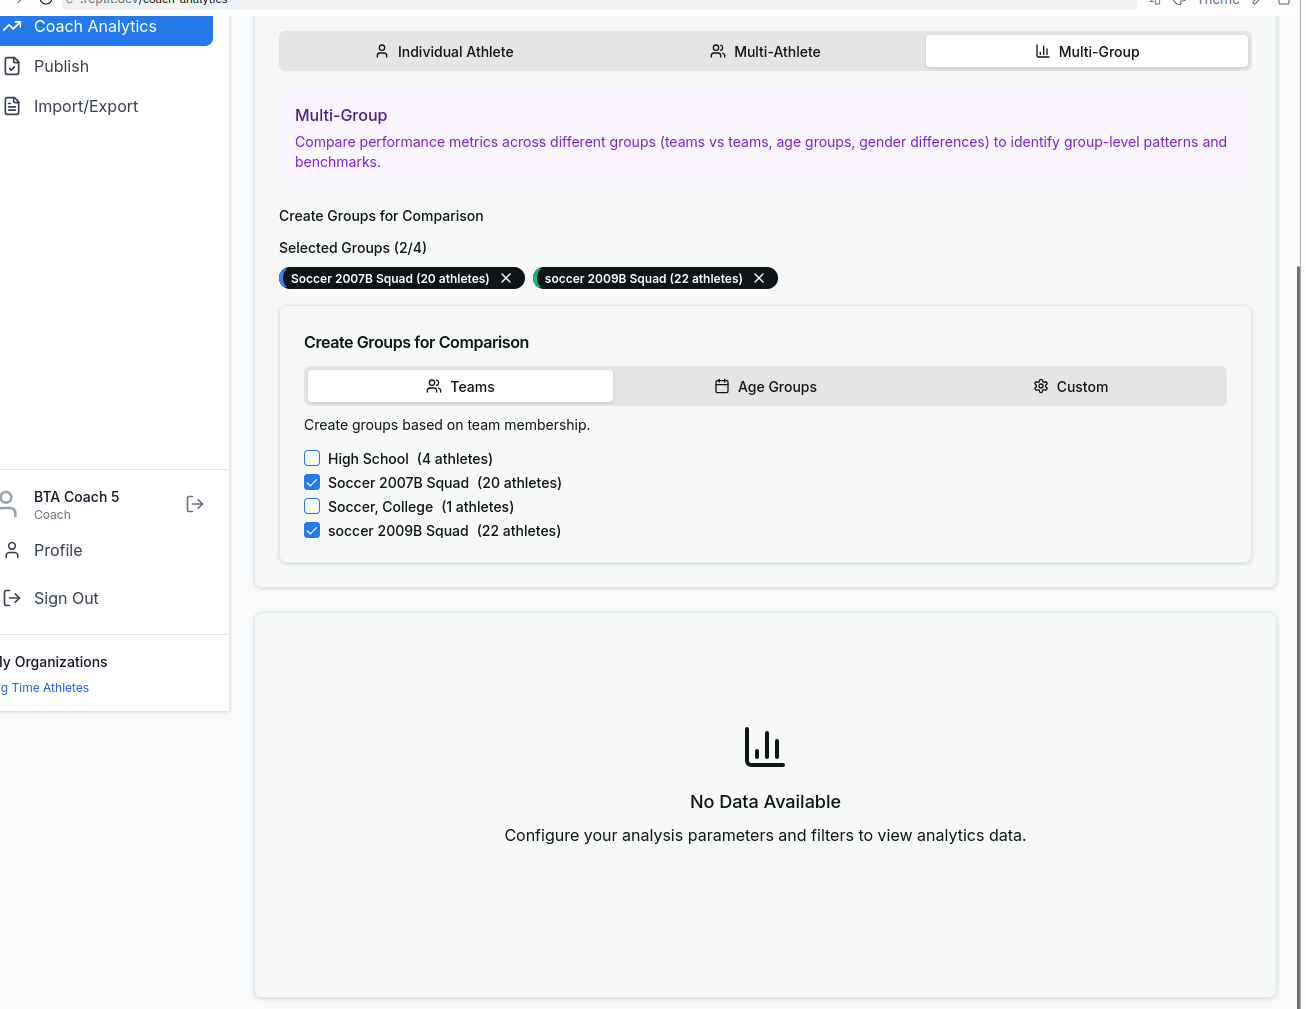 Coach Analytics
Publish
Import/Export
Individual Athlete
Multi-Athlete
Multi-Group
Multi-Group
Compare performance metrics across different groups (teams vs teams, age groups, gender differences) to identify group-level patterns and
benchmarks.
Create Groups for Comparison
Selected Groups (2/4)
Soccer 2007B Squad (20 athletes)
soccer 2009B Squad (22 athletes)
Create Groups for Comparison
Teams
Age Groups
Custom
Create groups based on team membership.
High School (4 athletes)
Soccer 2007B Squad (20 athletes)
Soccer, College (1 athletes)
soccer 2009B Squad (22 athletes)
BTA Coach 5
Coach
Profile
Sign Out
y Organizations
g Time Athletes
No Data Available
Configure your analysis parameters and filters to view analytics data.